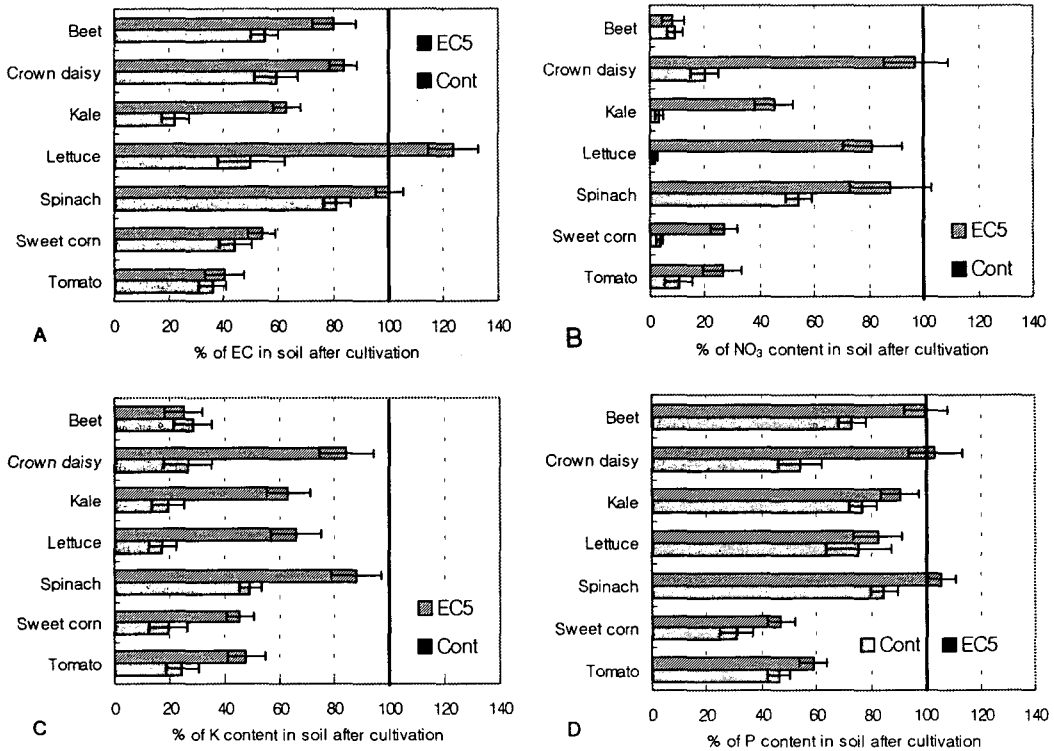 Beet
Crown daisy
Kale
Lettuce
Spinach
Sweet corn
Tomato
EC5
Cont
0 20 40 60 80 100 120 140
A
% of EC in soil after cultivation
Beet
Crown daisy
Kale
Lettuce
Spinach
Sweet corn
Tomato
EC5
Cont
0 20 40 60 80 100 120 140
B
% of NO₃ content in soil after cultivation
Beet
Crown daisy
Kale
Lettuce
Spinach
Sweet corn
Tomato
EC5
Cont
0 20 40 60 80 100 120 140
C
% of K content in soil after cultivation
Beet
Crown daisy
Kale
Lettuce
Spinach
Sweet corn
Tomato
Cont EC5
0 20 40 60 80 100 120 140
D
% of P content in soil after cultivation